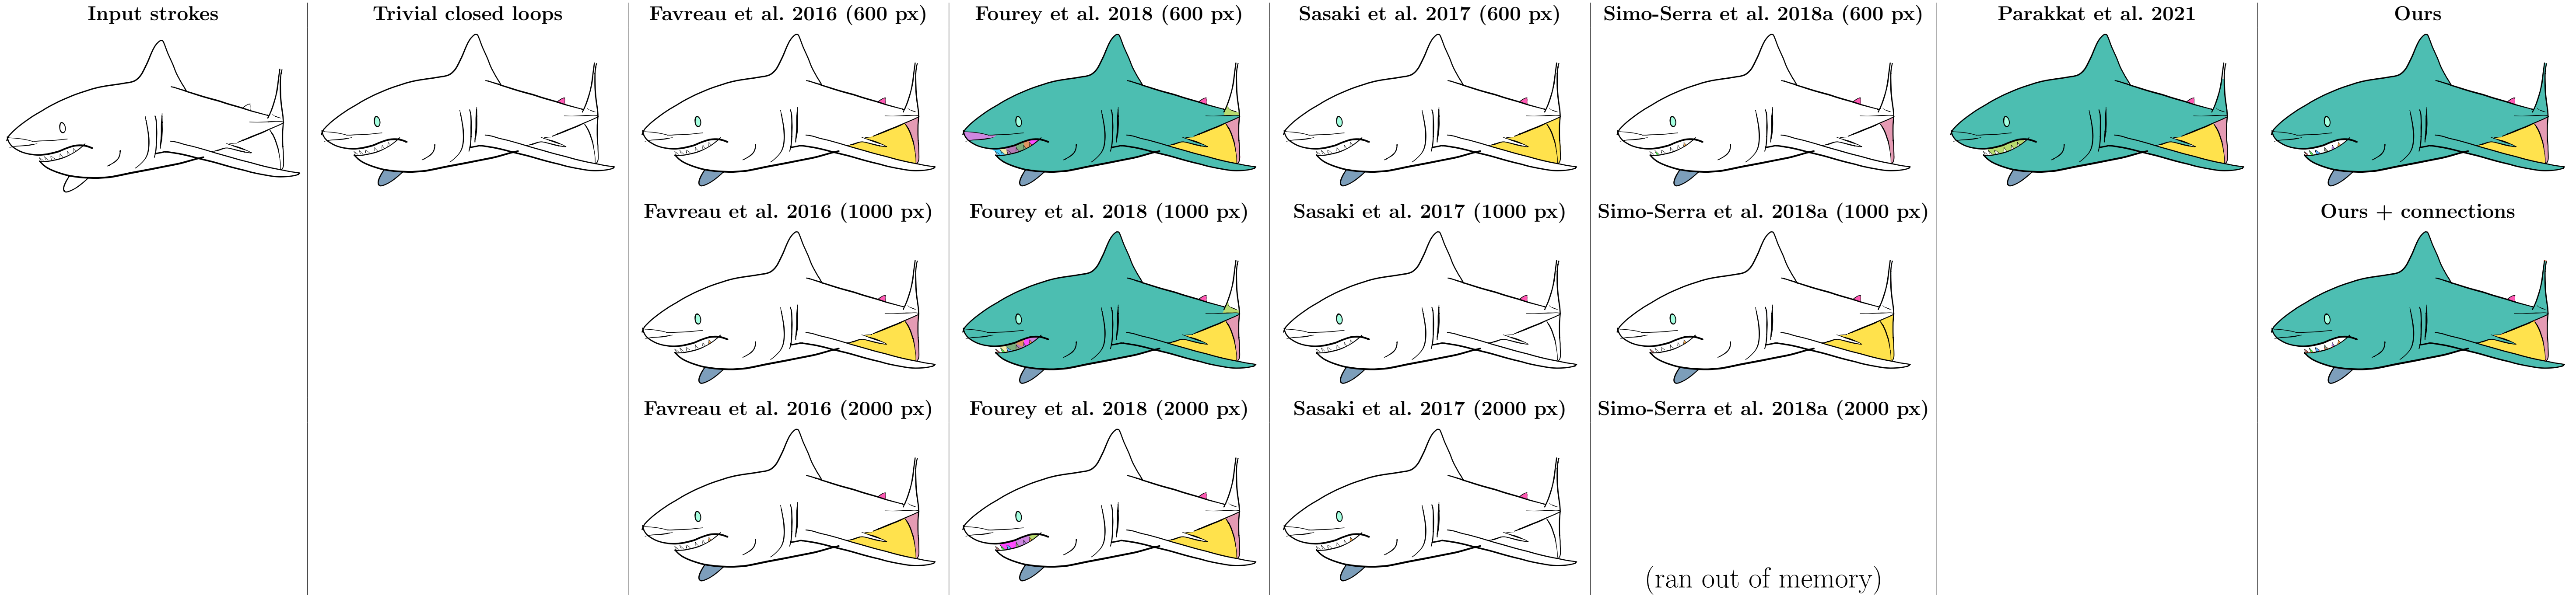 Input strokes
Trivial closed loops
Favreau et al. 2016 (600 px)
Fourey et al. 2018 (600 px)
Sasaki et al. 2017 (600 px)
Simo-Serra et al. 2018a (600 px)
Parakkat et al. 2021
Ours
Favreau et al. 2016 (1000 px)
Fourey et al. 2018 (1000 px)
Sasaki et al. 2017 (1000 px)
Simo-Serra et al. 2018a (1000 px)
Ours + connections
Favreau et al. 2016 (2000 px)
Fourey et al. 2018 (2000 px)
Sasaki et al. 2017 (2000 px)
Simo-Serra et al. 2018a (2000 px)
(ran out of memory)